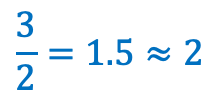 3/2 = 1.5 ≈ 2